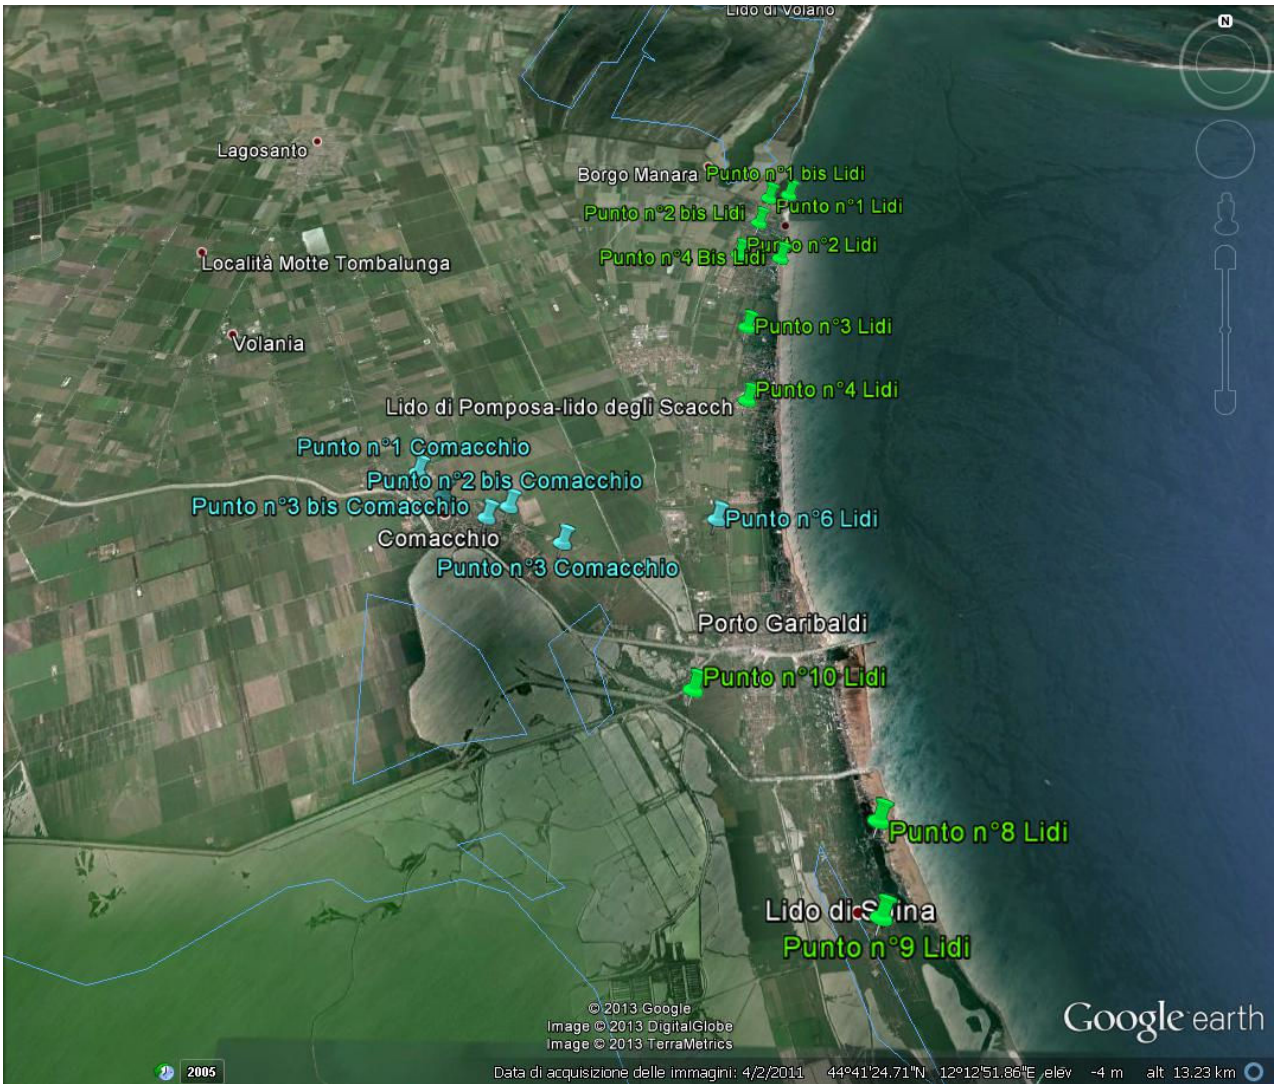 Lido di Volano
N
Lagosanto
Borgo Manara
Punto n°1 bis Lidi
Punto n°2 bis Lidi
Punto n°1 Lidi
Punto n°2 Lidi
Punto n°4 Bis Lidi
Località Motte Tombalunga
Punto n°3 Lidi
Volania
Punto n°4 Lidi
Lido di Pomposa-lido degli Scacch
Punto n°1 Comacchio
Punto n°2 bis Comacchio
Punto n°3 bis Comacchio
Punto n°6 Lidi
Comacchio
Punto n°3 Comacchio
Porto Garibaldi
Punto n°10 Lidi
Punto n°8 Lidi
Lido di Spina
Punto n°9 Lidi
© 2013 Google
Image © 2013 DigitalGlobe
Image © 2013 TerraMetrics
Google earth
2005
Data di acquisizione delle immagini: 4/2/2011 44°41'24.71"N 12°12'51.86"E elev -4 m alt 13.23 km